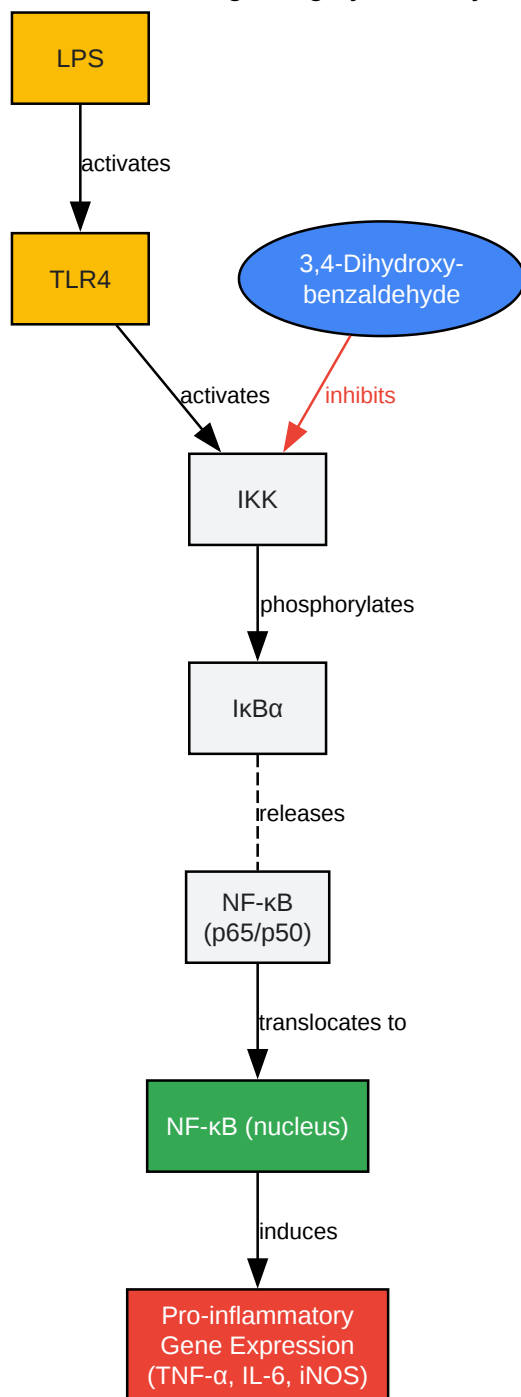 LPS
activates
TLR4
3,4-Dihydroxy-
benzaldehyde
activates
inhibits
IKK
phosphorylates
IκBα
releases
NF-κB
(p65/p50)
translocates to
NF-κB (nucleus)
induces
Pro-inflammatory
Gene Expression
(TNF-α, IL-6, iNOS)